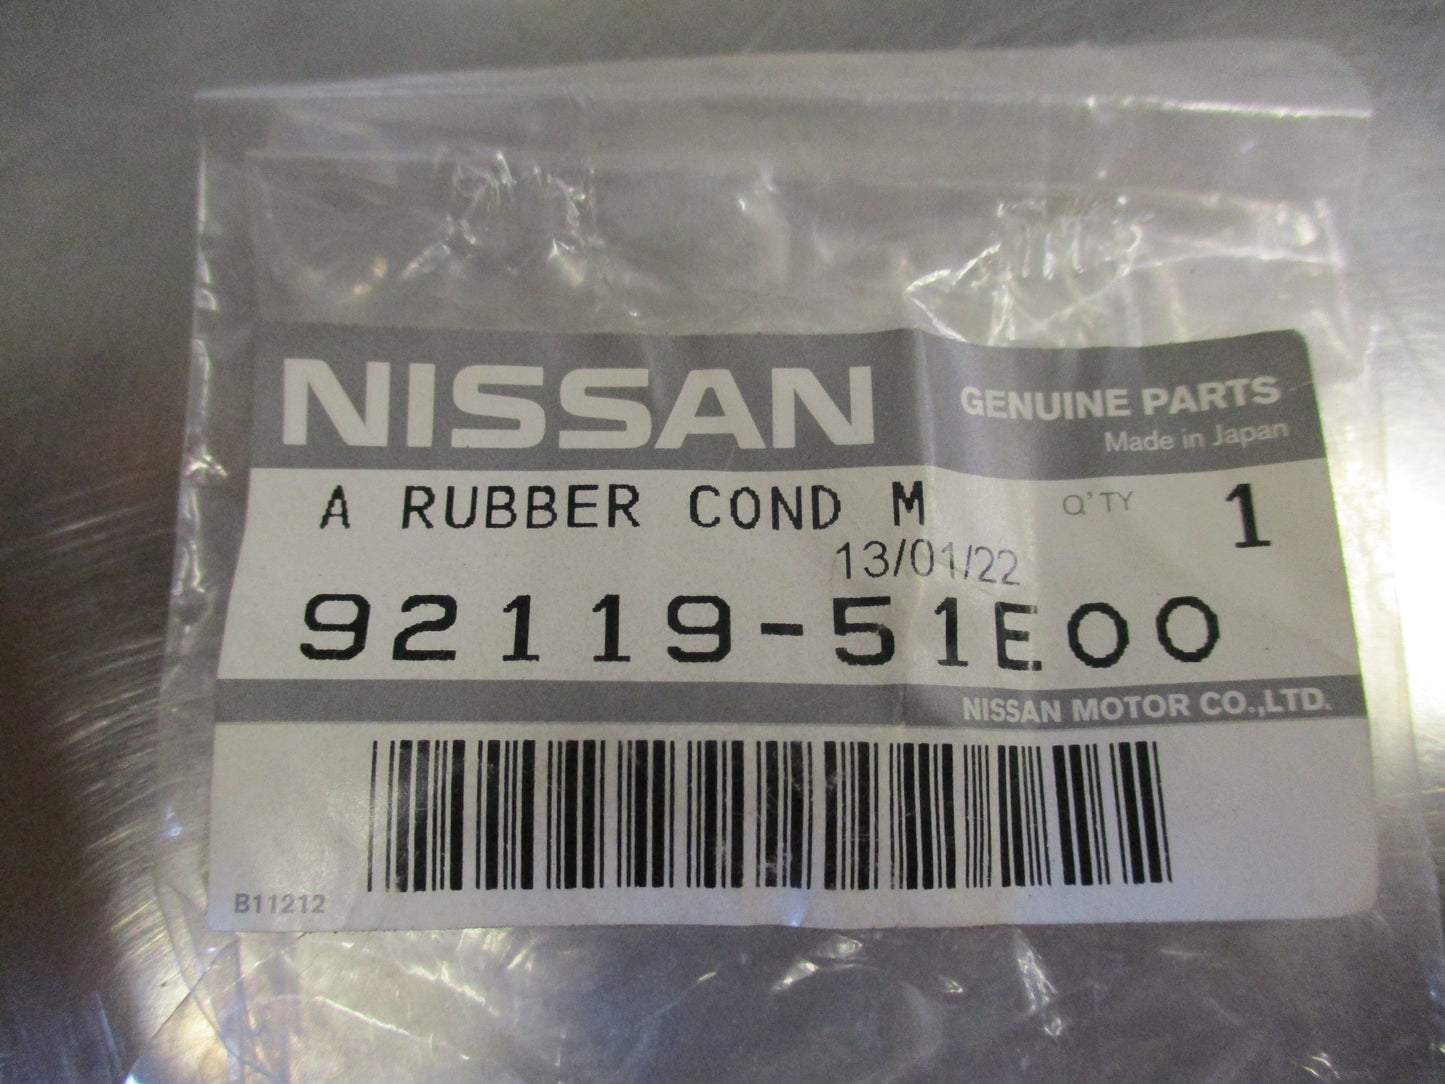 NISSAN
GENUINE PARTS
Made in Japan
A RUBBER COND M
Q'TY 1
13/01/22
92119-51E00
NISSAN MOTOR CO.,LTD.
B11212